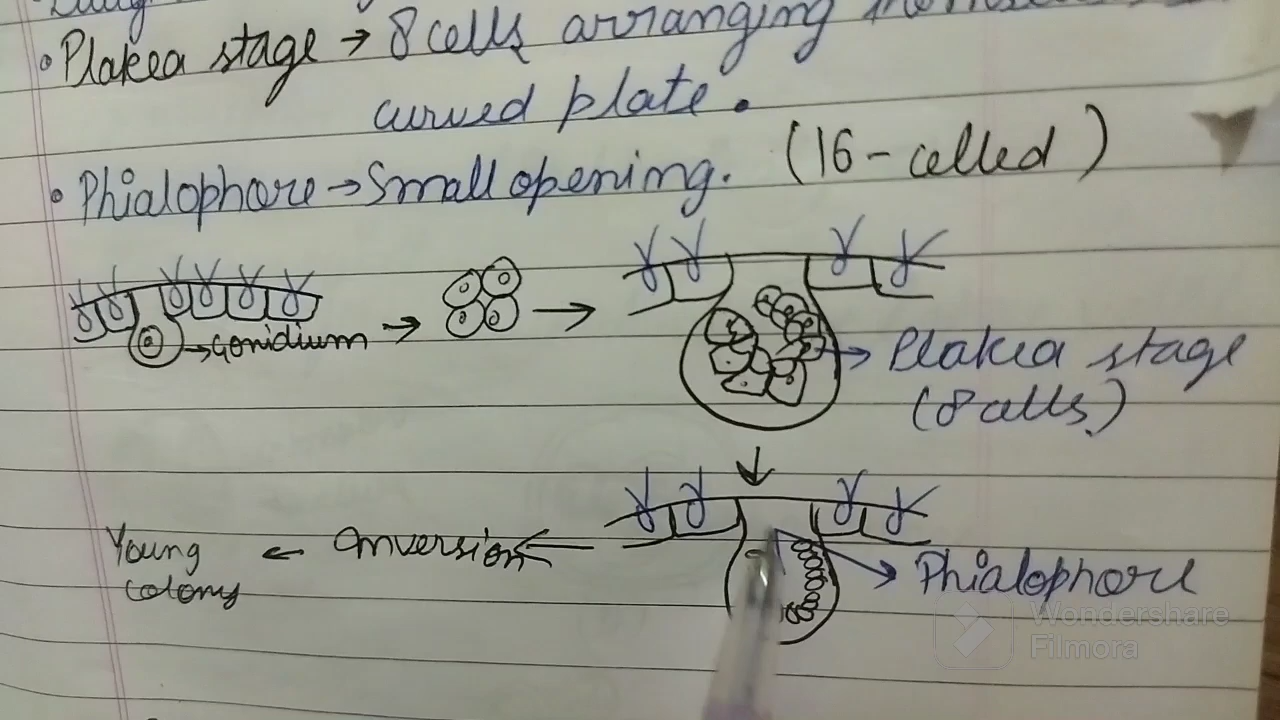 • Plakea stage → 8 cells arranging
curved plate.
• Phialophore → Small opening. (16-celled)
→ Gonidium →
→ Plakea stage
(8 cells)
Young ← Inversion ←
colony
→ Phialophore
Wondershare
Filmora